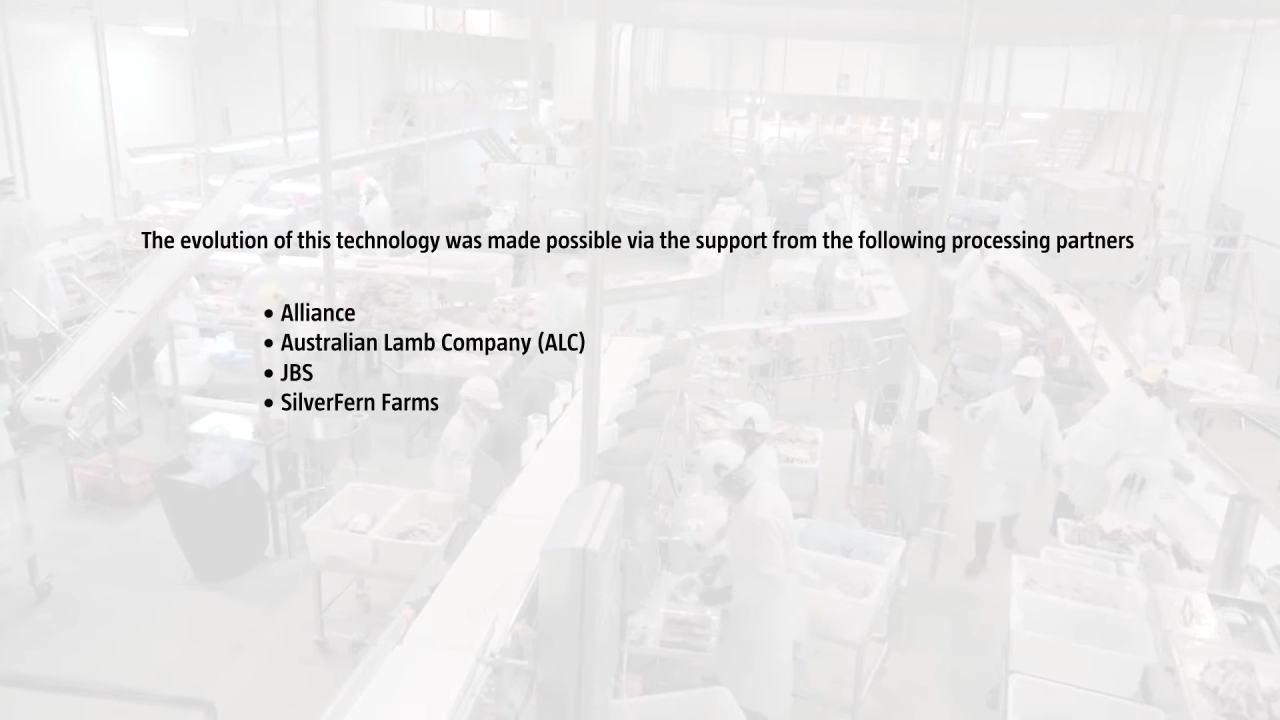 The evolution of this technology was made possible via the support from the following processing partners
• Alliance
• Australian Lamb Company (ALC)
• JBS
• SilverFern Farms